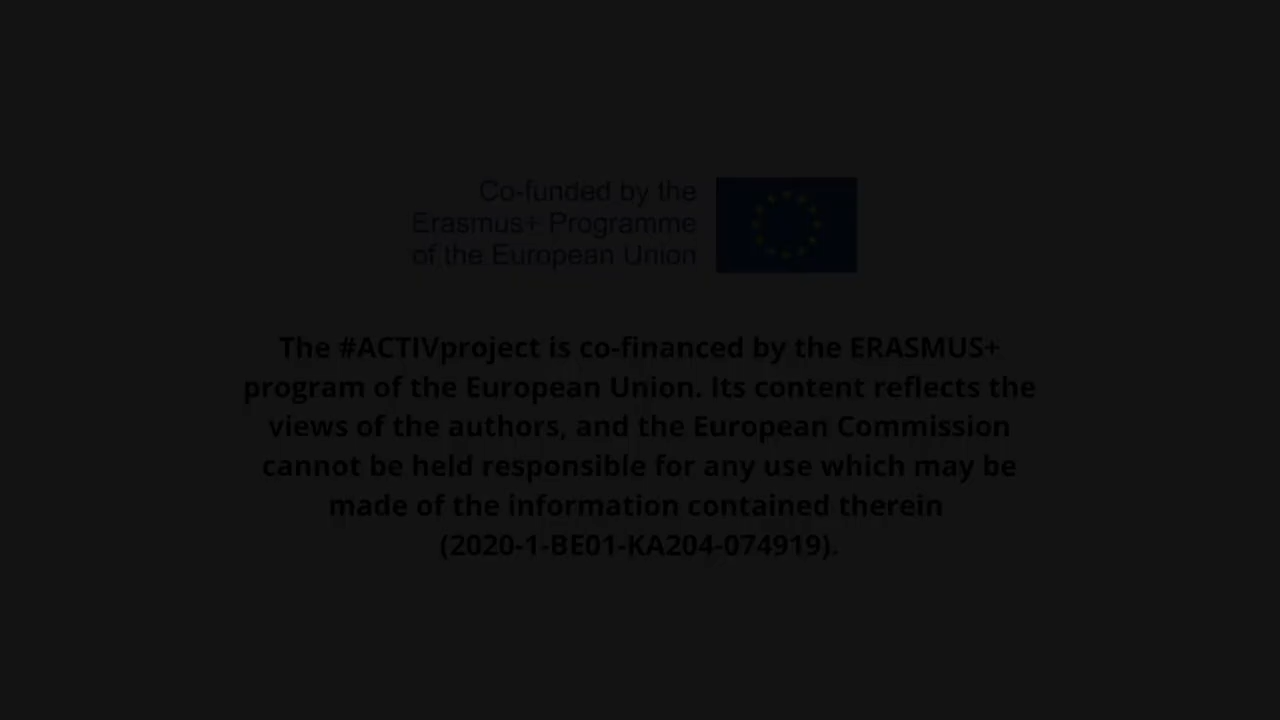 Co-funded by the
Erasmus+ Programme
of the European Union
The #ACTIVproject is co-financed by the ERASMUS+
program of the European Union. Its content reflects the
views of the authors, and the European Commission
cannot be held responsible for any use which may be
made of the information contained therein
(2020-1-BE01-KA204-074919).